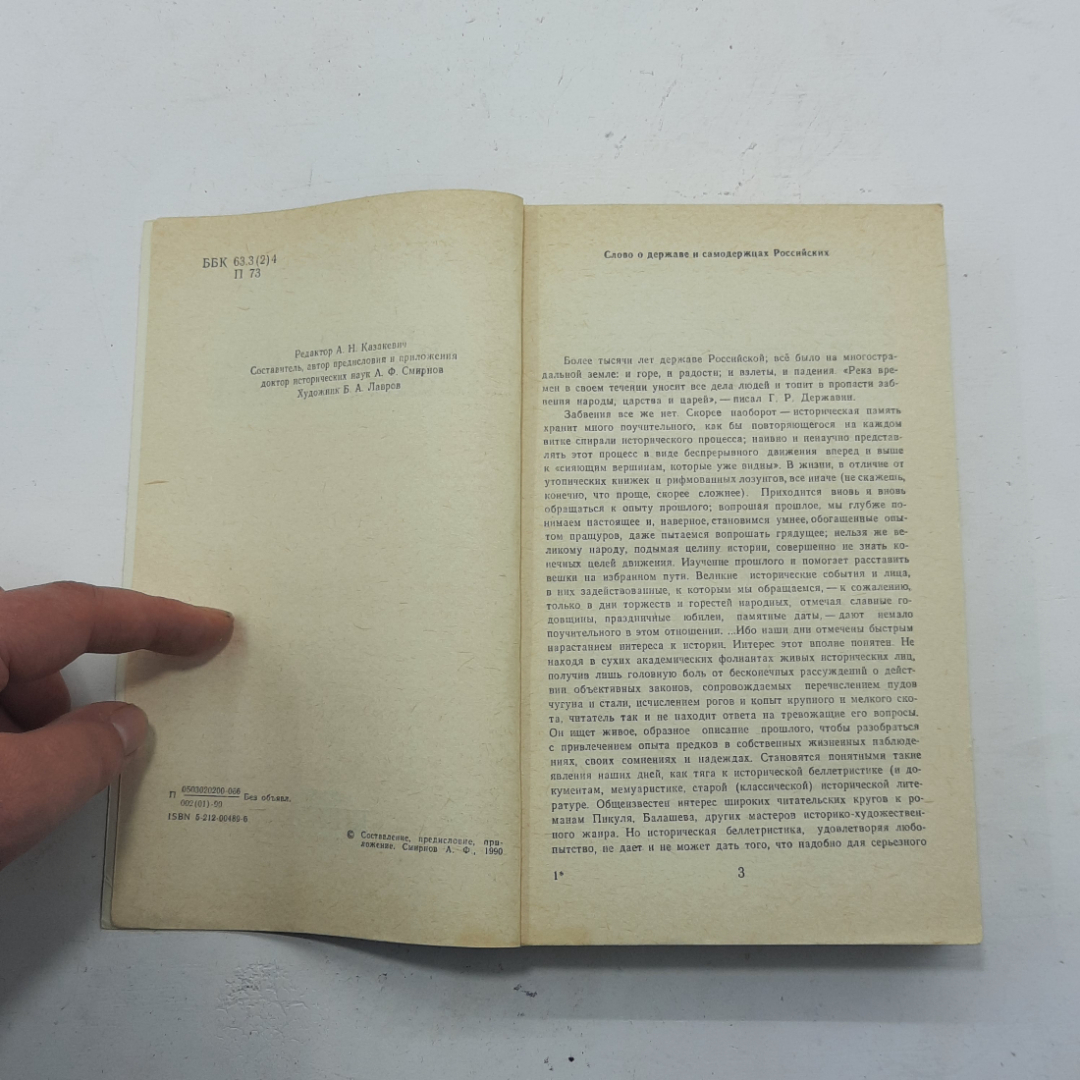 ББК 63.3(2)4
П 73
Редактор А. Н. Казакевич
Составитель, автор предисловия и приложения
доктор исторических наук А. Ф. Смирнов
Художник Б. А. Лавров
П 0503020200-008
002(01)-90 Без объявл.
ISBN 5-212-00480-6
© Составление, предисловие, при-
ложение. Смирнов А. Ф., 1990
Слово о державе и самодержцах Российских
Более тысячи лет державе Российской; всё было на многостра-
дальной земле: и горе, и радости; и взлеты, и падения. «Река вре-
мен в своем течении уносит все дела людей и топит в пропасти заб-
вения народы, царства и царей», — писал Г. Р. Державин.
Забвения все же нет. Скорее наоборот — историческая память
хранит много поучительного, как бы повторяющегося на каждом
витке спирали исторического процесса; наивно и ненаучно представ-
лять этот процесс в виде беспрерывного движения вперед и выше
к «сияющим вершинам, которые уже видны». В жизни, в отличие от
утопических книжек и рифмованных лозунгов, все иначе (не скажешь,
конечно, что проще, скорее сложнее). Приходится вновь и вновь
обращаться к опыту прошлого; вопрошая прошлое, мы глубже по-
нимаем настоящее и, наверное, становимся умнее, обогащенные опы-
том пращуров, даже пытаемся вопрошать грядущее; нельзя же ве-
ликому народу, подымая целину истории, совершенно не знать ко-
нечных целей движения. Изучение прошлого и помогает расставить
вешки на избранном пути. Великие исторические события и лица,
в них задействованные, к которым мы обращаемся, — к сожалению,
только в дни торжеств и горестей народных, отмечая славные го-
довщины, праздничные юбилеи, памятные даты, — дают немало
поучительного в этом отношении. ...Ибо наши дни отмечены быстрым
нарастанием интереса к истории. Интерес этот вполне понятен. Не
находя в сухих академических фолиантах живых исторических лиц,
получив лишь головную боль от бесконечных рассуждений о дейст-
вии объективных законов, сопровождаемых перечислением пудов
чугуна и стали, исчислением рогов и копыт крупного и мелкого ско-
та, читатель так и не находит ответа на тревожащие его вопросы.
Он ищет живое, образное описание прошлого, чтобы разобраться
с привлечением опыта предков в собственных жизненных наблюде-
ниях, своих сомнениях и надеждах. Становятся понятными такие
явления наших дней, как тяга к исторической беллетристике (и до-
кументам, мемуаристике, старой (классической) исторической лите-
ратуре. Общеизвестен интерес широких читательских кругов к ро-
манам Пикуля, Балашева, других мастеров историко-художествен-
ного жанра. Но историческая беллетристика, удовлетворяя любо-
пытство, не дает и не может дать того, что надобно для серьезного
1*
3